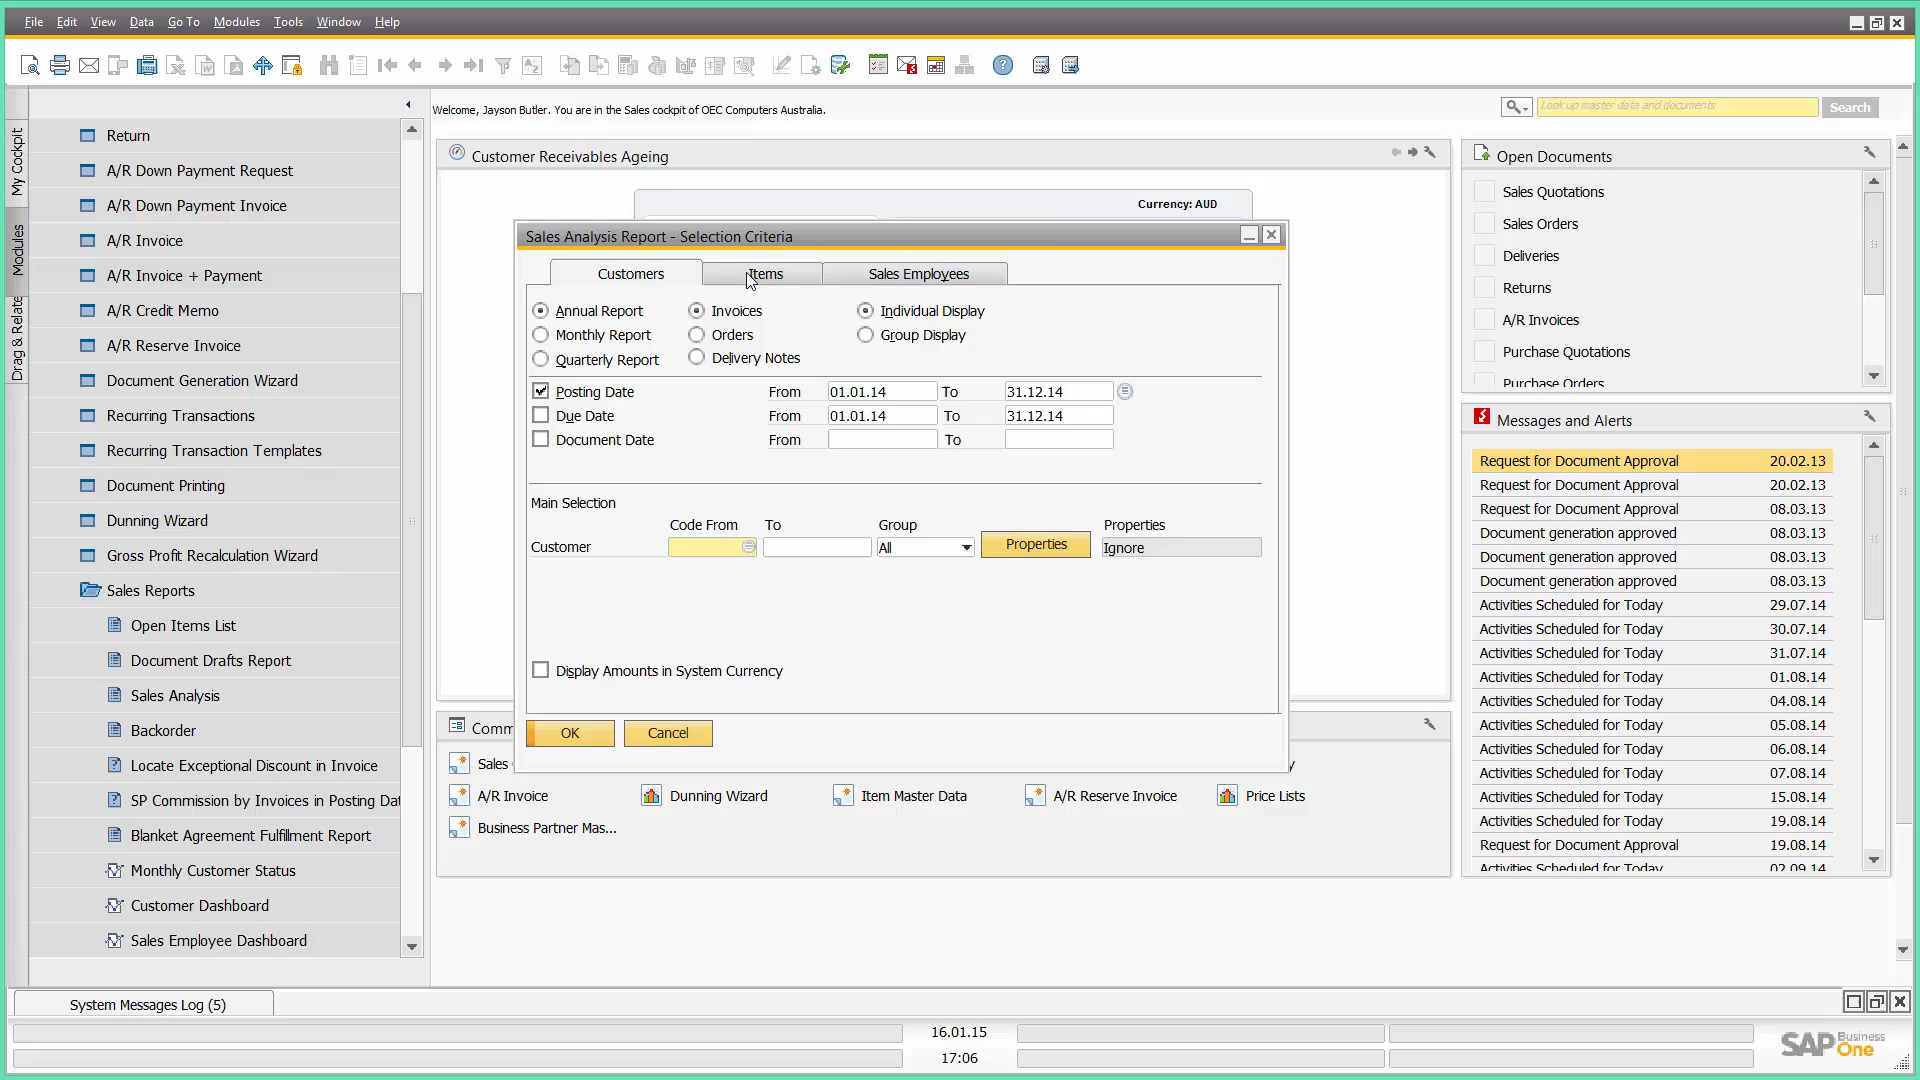 File Edit View Data Go To Modules Tools Window Help
Welcome, Jayson Butler. You are in the Sales cockpit of OEC Computers Australia.
Look up master data and documents
Search
My Cockpit
Modules
Drag & Relate
Return
A/R Down Payment Request
A/R Down Payment Invoice
A/R Invoice
A/R Invoice + Payment
A/R Credit Memo
A/R Reserve Invoice
Document Generation Wizard
Recurring Transactions
Recurring Transaction Templates
Document Printing
Dunning Wizard
Gross Profit Recalculation Wizard
Sales Reports
Open Items List
Document Drafts Report
Sales Analysis
Backorder
Locate Exceptional Discount in Invoice
SP Commission by Invoices in Posting Dat
Blanket Agreement Fulfillment Report
Monthly Customer Status
Customer Dashboard
Sales Employee Dashboard
Customer Receivables Ageing
Currency: AUD
Sales Analysis Report - Selection Criteria
Customers Items Sales Employees
Annual Report Invoices Individual Display
Monthly Report Orders Group Display
Quarterly Report Delivery Notes
Posting Date From 01.01.14 To 31.12.14
Due Date From 01.01.14 To 31.12.14
Document Date From To
Main Selection
Code From To Group Properties
Customer All Properties Ignore
Display Amounts in System Currency
OK Cancel
Comm
Sales
A/R Invoice Dunning Wizard Item Master Data A/R Reserve Invoice Price Lists
Business Partner Mas...
Open Documents
Sales Quotations
Sales Orders
Deliveries
Returns
A/R Invoices
Purchase Quotations
Purchase Orders
Messages and Alerts
Request for Document Approval 20.02.13
Request for Document Approval 20.02.13
Request for Document Approval 08.03.13
Document generation approved 08.03.13
Document generation approved 08.03.13
Document generation approved 08.03.13
Activities Scheduled for Today 29.07.14
Activities Scheduled for Today 30.07.14
Activities Scheduled for Today 31.07.14
Activities Scheduled for Today 01.08.14
Activities Scheduled for Today 04.08.14
Activities Scheduled for Today 05.08.14
Activities Scheduled for Today 06.08.14
Activities Scheduled for Today 07.08.14
Activities Scheduled for Today 15.08.14
Activities Scheduled for Today 19.08.14
Request for Document Approval 19.08.14
Activities Scheduled for Today 02.09.14
System Messages Log (5)
16.01.15
17:06
SAP Business One